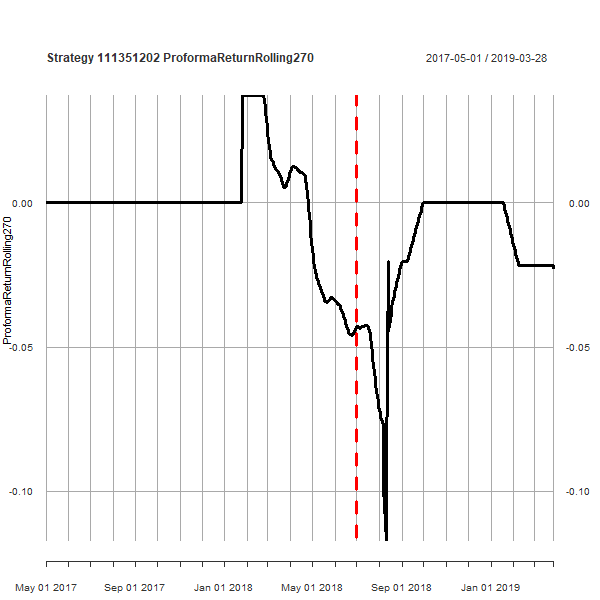 Strategy 111351202 ProformaReturnRolling270
2017-05-01 / 2019-03-28
ProformaReturnRolling270
0.00
0.00
-0.05
-0.05
-0.10
-0.10
May 01 2017
Sep 01 2017
Jan 01 2018
May 01 2018
Sep 01 2018
Jan 01 2019